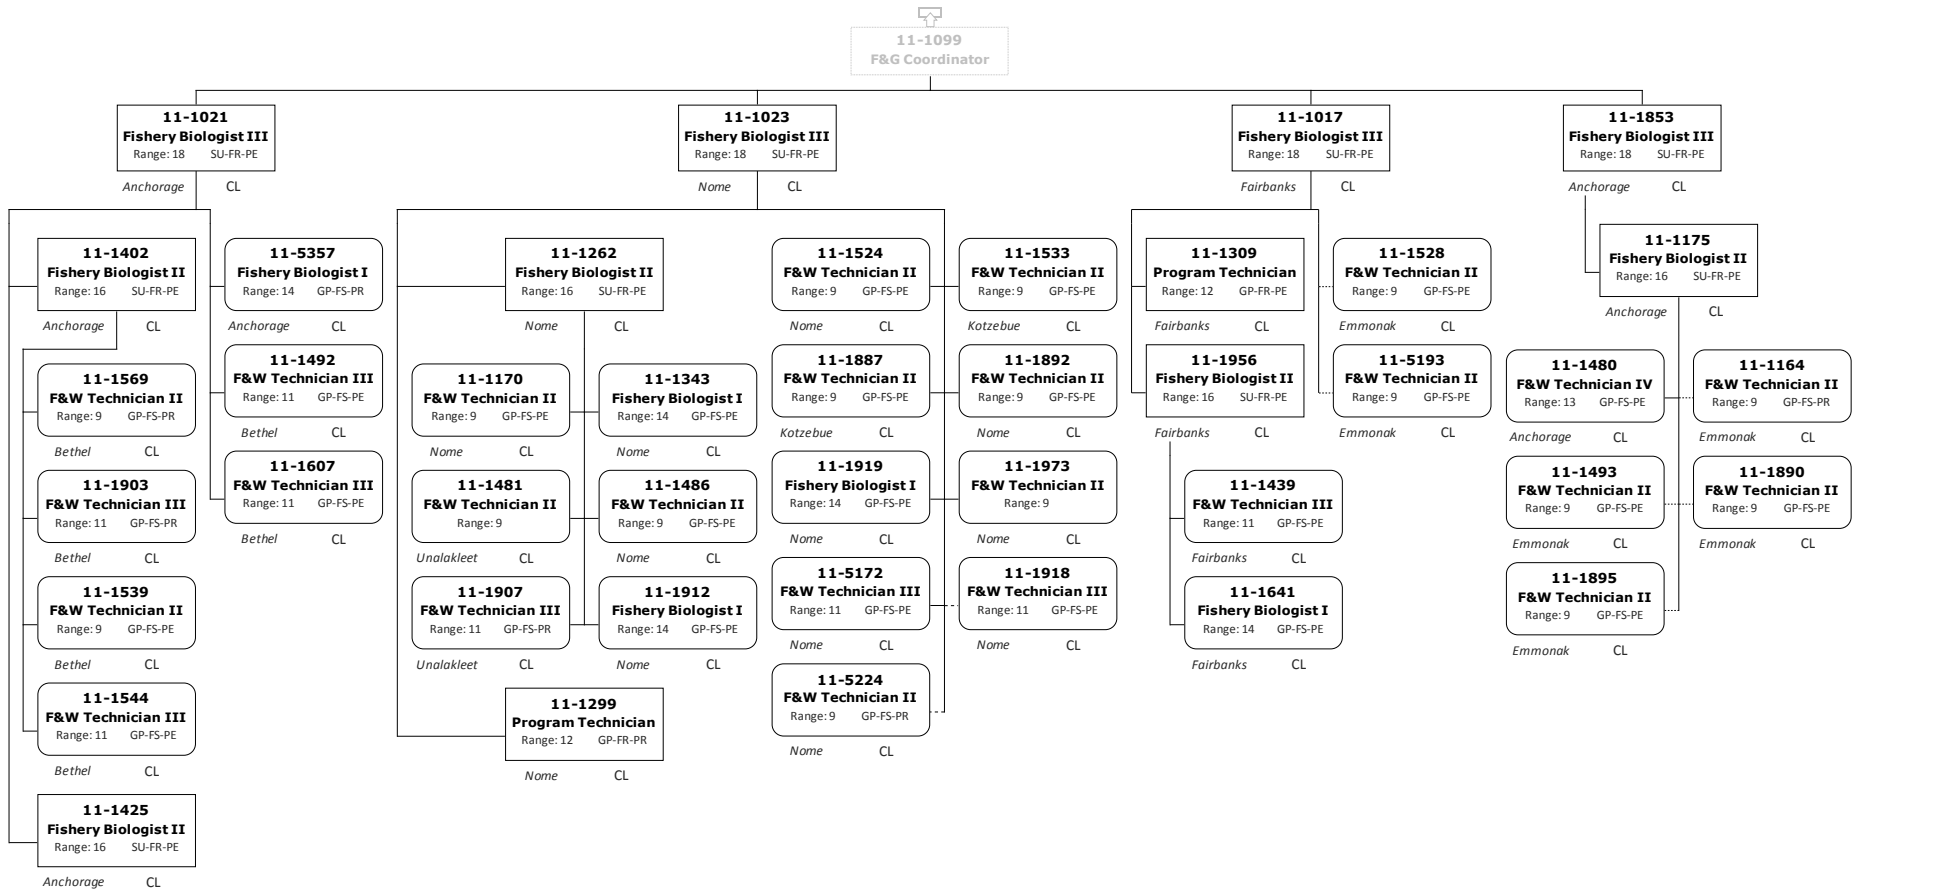 11-1099
F&G Coordinator
11-1021
Fishery Biologist III
Range: 18 SU-FR-PE
Anchorage CL
11-1023
Fishery Biologist III
Range: 18 SU-FR-PE
Nome CL
11-1017
Fishery Biologist III
Range: 18 SU-FR-PE
Fairbanks CL
11-1853
Fishery Biologist III
Range: 18 SU-FR-PE
Anchorage CL
11-1402
Fishery Biologist II
Range: 16 SU-FR-PE
Anchorage CL
11-1569
F&W Technician II
Range: 9 GP-FS-PR
Bethel CL
11-1903
F&W Technician III
Range: 11 GP-FS-PR
Bethel CL
11-1539
F&W Technician II
Range: 9 GP-FS-PE
Bethel CL
11-1544
F&W Technician III
Range: 11 GP-FS-PE
Bethel CL
11-1425
Fishery Biologist II
Range: 16 SU-FR-PE
Anchorage CL
11-5357
Fishery Biologist I
Range: 14 GP-FS-PR
Anchorage CL
11-1492
F&W Technician III
Range: 11 GP-FS-PE
Bethel CL
11-1607
F&W Technician III
Range: 11 GP-FS-PE
Bethel CL
11-1262
Fishery Biologist II
Range: 16 SU-FR-PE
Nome CL
11-1170
F&W Technician II
Range: 9 GP-FS-PE
Nome CL
11-1343
Fishery Biologist I
Range: 14 GP-FS-PE
Nome CL
11-1481
F&W Technician II
Range: 9
Unalakleet CL
11-1486
F&W Technician II
Range: 9 GP-FS-PE
Nome CL
11-1907
F&W Technician III
Range: 11 GP-FS-PR
Unalakleet CL
11-1912
Fishery Biologist I
Range: 14 GP-FS-PE
Nome CL
11-1299
Program Technician
Range: 12 GP-FR-PR
Nome CL
11-1524
F&W Technician II
Range: 9 GP-FS-PE
Nome CL
11-1533
F&W Technician II
Range: 9 GP-FS-PE
Kotzebue CL
11-1887
F&W Technician II
Range: 9 GP-FS-PE
Kotzebue CL
11-1892
F&W Technician II
Range: 9 GP-FS-PE
Nome CL
11-1919
Fishery Biologist I
Range: 14 GP-FS-PE
Nome CL
11-1973
F&W Technician II
Range: 9
Nome CL
11-5172
F&W Technician III
Range: 11 GP-FS-PE
Nome CL
11-1918
F&W Technician III
Range: 11 GP-FS-PE
Nome CL
11-5224
F&W Technician II
Range: 9 GP-FS-PR
Nome CL
11-1309
Program Technician
Range: 12 GP-FR-PE
Fairbanks CL
11-1956
Fishery Biologist II
Range: 16 SU-FR-PE
Fairbanks CL
11-1439
F&W Technician III
Range: 11 GP-FS-PE
Fairbanks CL
11-1641
Fishery Biologist I
Range: 14 GP-FS-PE
Fairbanks CL
11-1528
F&W Technician II
Range: 9 GP-FS-PE
Emmonak CL
11-5193
F&W Technician II
Range: 9 GP-FS-PE
Emmonak CL
11-1175
Fishery Biologist II
Range: 16 SU-FR-PE
Anchorage CL
11-1480
F&W Technician IV
Range: 13 GP-FS-PE
Anchorage CL
11-1164
F&W Technician II
Range: 9 GP-FS-PR
Emmonak CL
11-1493
F&W Technician II
Range: 9 GP-FS-PE
Emmonak CL
11-1890
F&W Technician II
Range: 9 GP-FS-PE
Emmonak CL
11-1895
F&W Technician II
Range: 9 GP-FS-PE
Emmonak CL